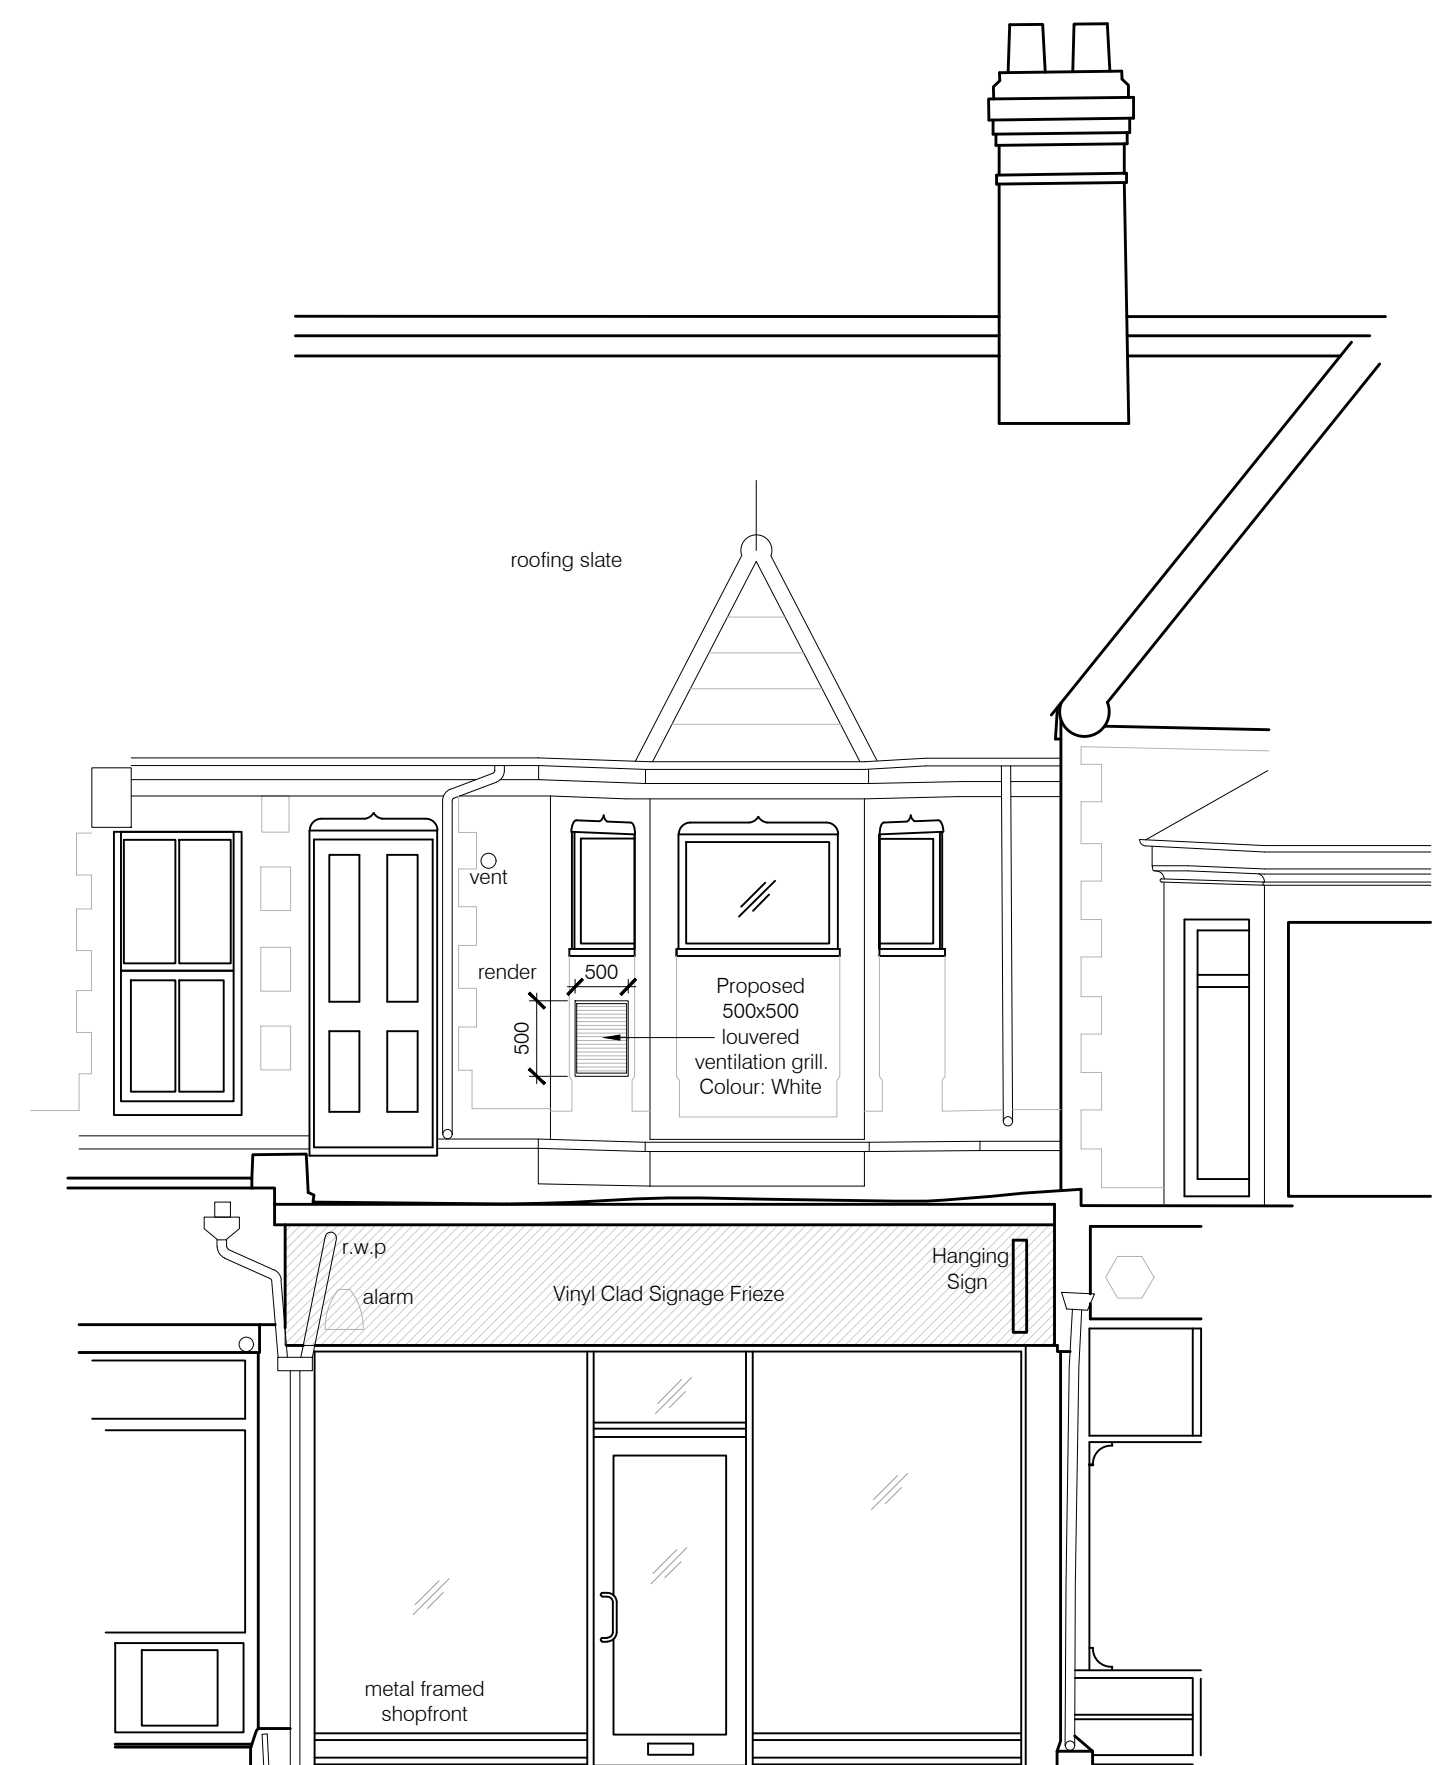 roofing slate
vent
render
500
500
Proposed
500x500
louvered
ventilation grill.
Colour: White
r.w.p
alarm
Vinyl Clad Signage Frieze
Hanging
Sign
metal framed
shopfront